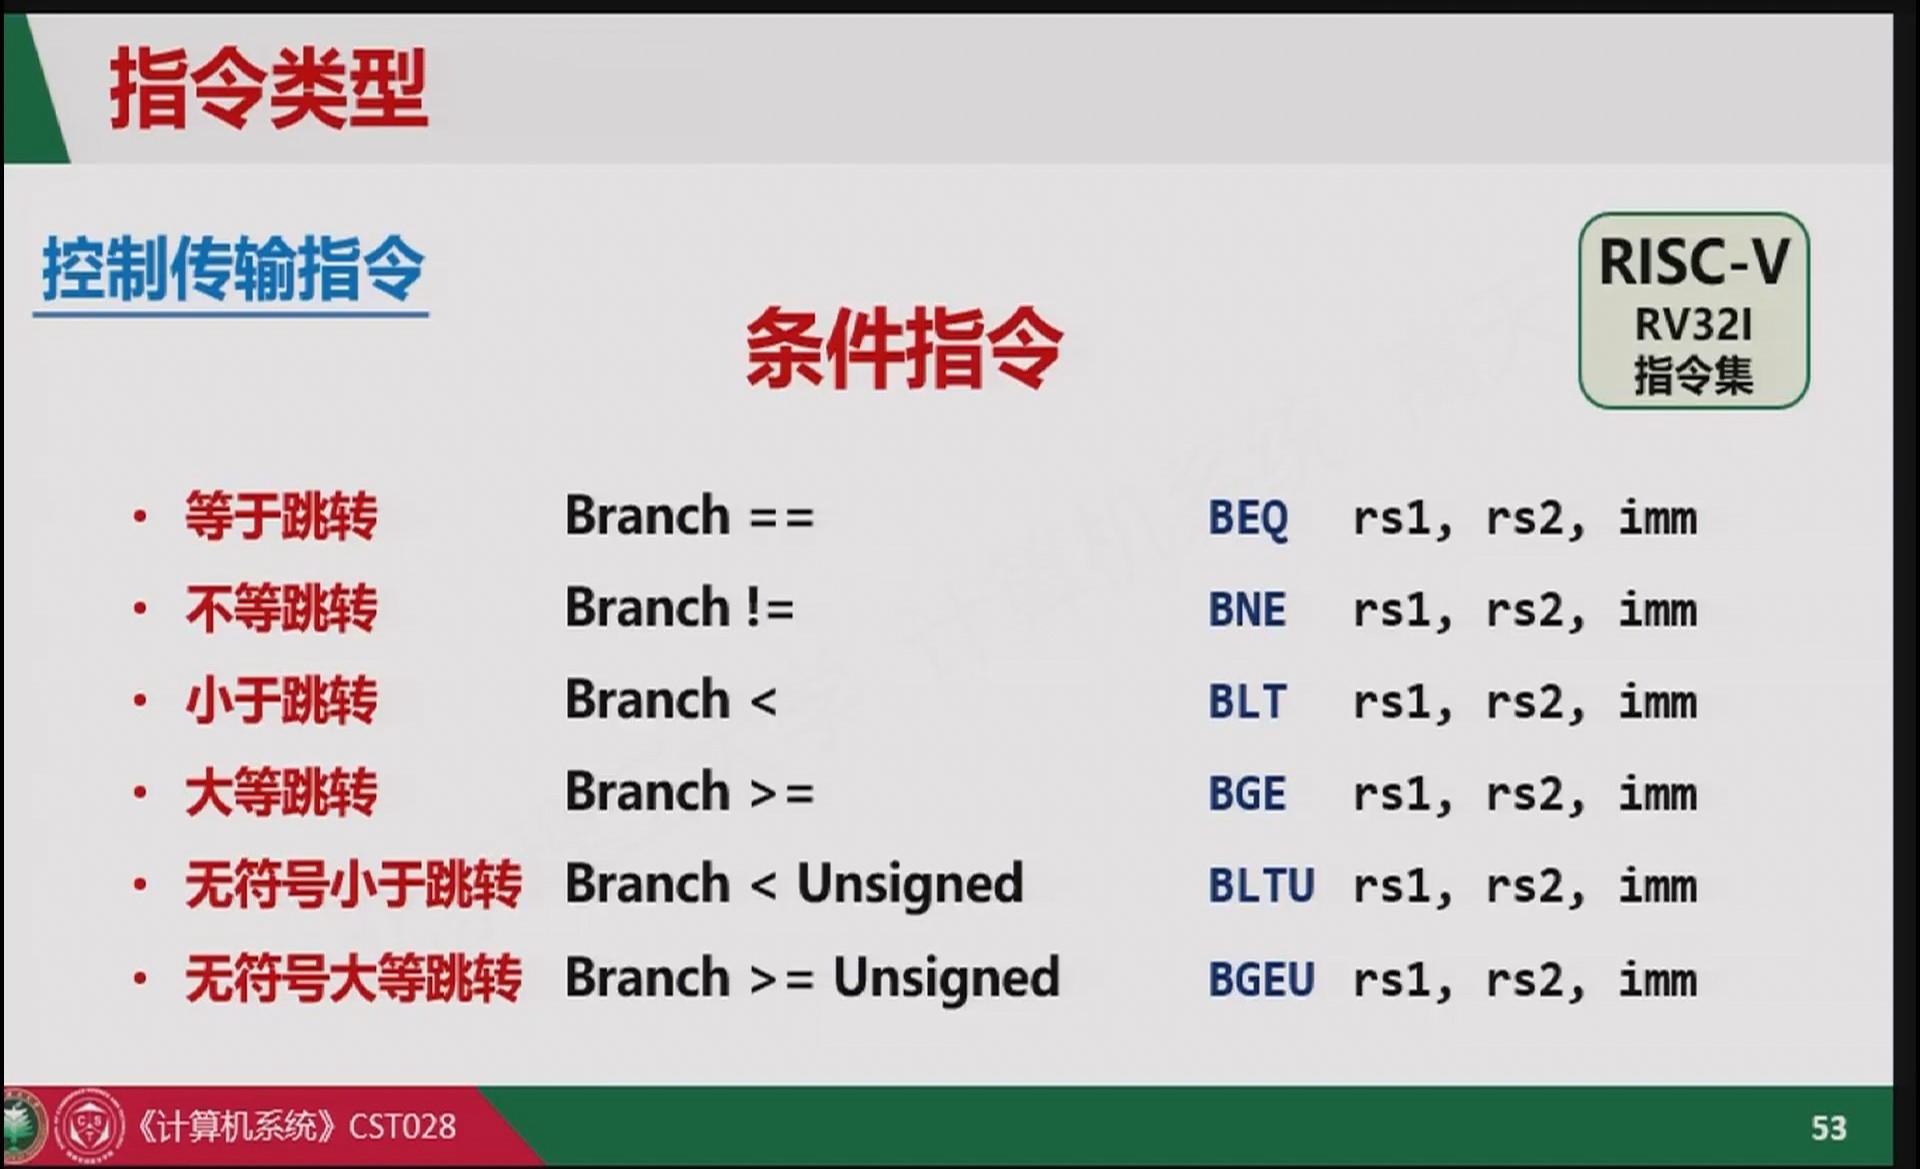 指令类型
控制传输指令
条件指令
RISC-V
RV32I
指令集
• 等于跳转 Branch == BEQ rs1, rs2, imm
• 不等跳转 Branch != BNE rs1, rs2, imm
• 小于跳转 Branch < BLT rs1, rs2, imm
• 大等跳转 Branch >= BGE rs1, rs2, imm
• 无符号小于跳转 Branch < Unsigned BLTU rs1, rs2, imm
• 无符号大等跳转 Branch >= Unsigned BGEU rs1, rs2, imm
《计算机系统》CST028
53